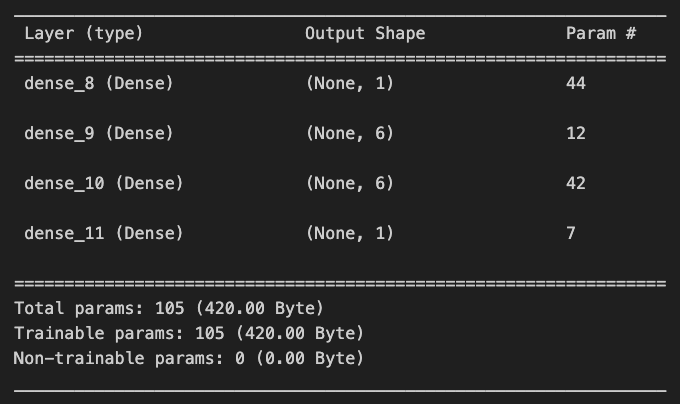 Layer (type) Output Shape Param #
=================================================================
dense_8 (Dense) (None, 1) 44
dense_9 (Dense) (None, 6) 12
dense_10 (Dense) (None, 6) 42
dense_11 (Dense) (None, 1) 7
=================================================================
Total params: 105 (420.00 Byte)
Trainable params: 105 (420.00 Byte)
Non-trainable params: 0 (0.00 Byte)